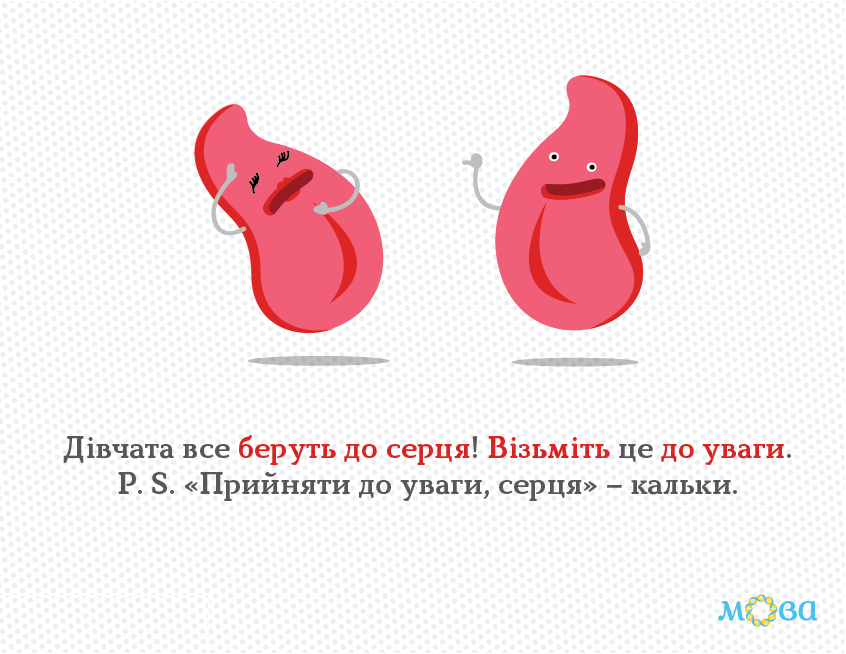 Дівчата все беруть до серця! Візьміть це до уваги.
P. S. «Прийняти до уваги, серця» – кальки.
мова